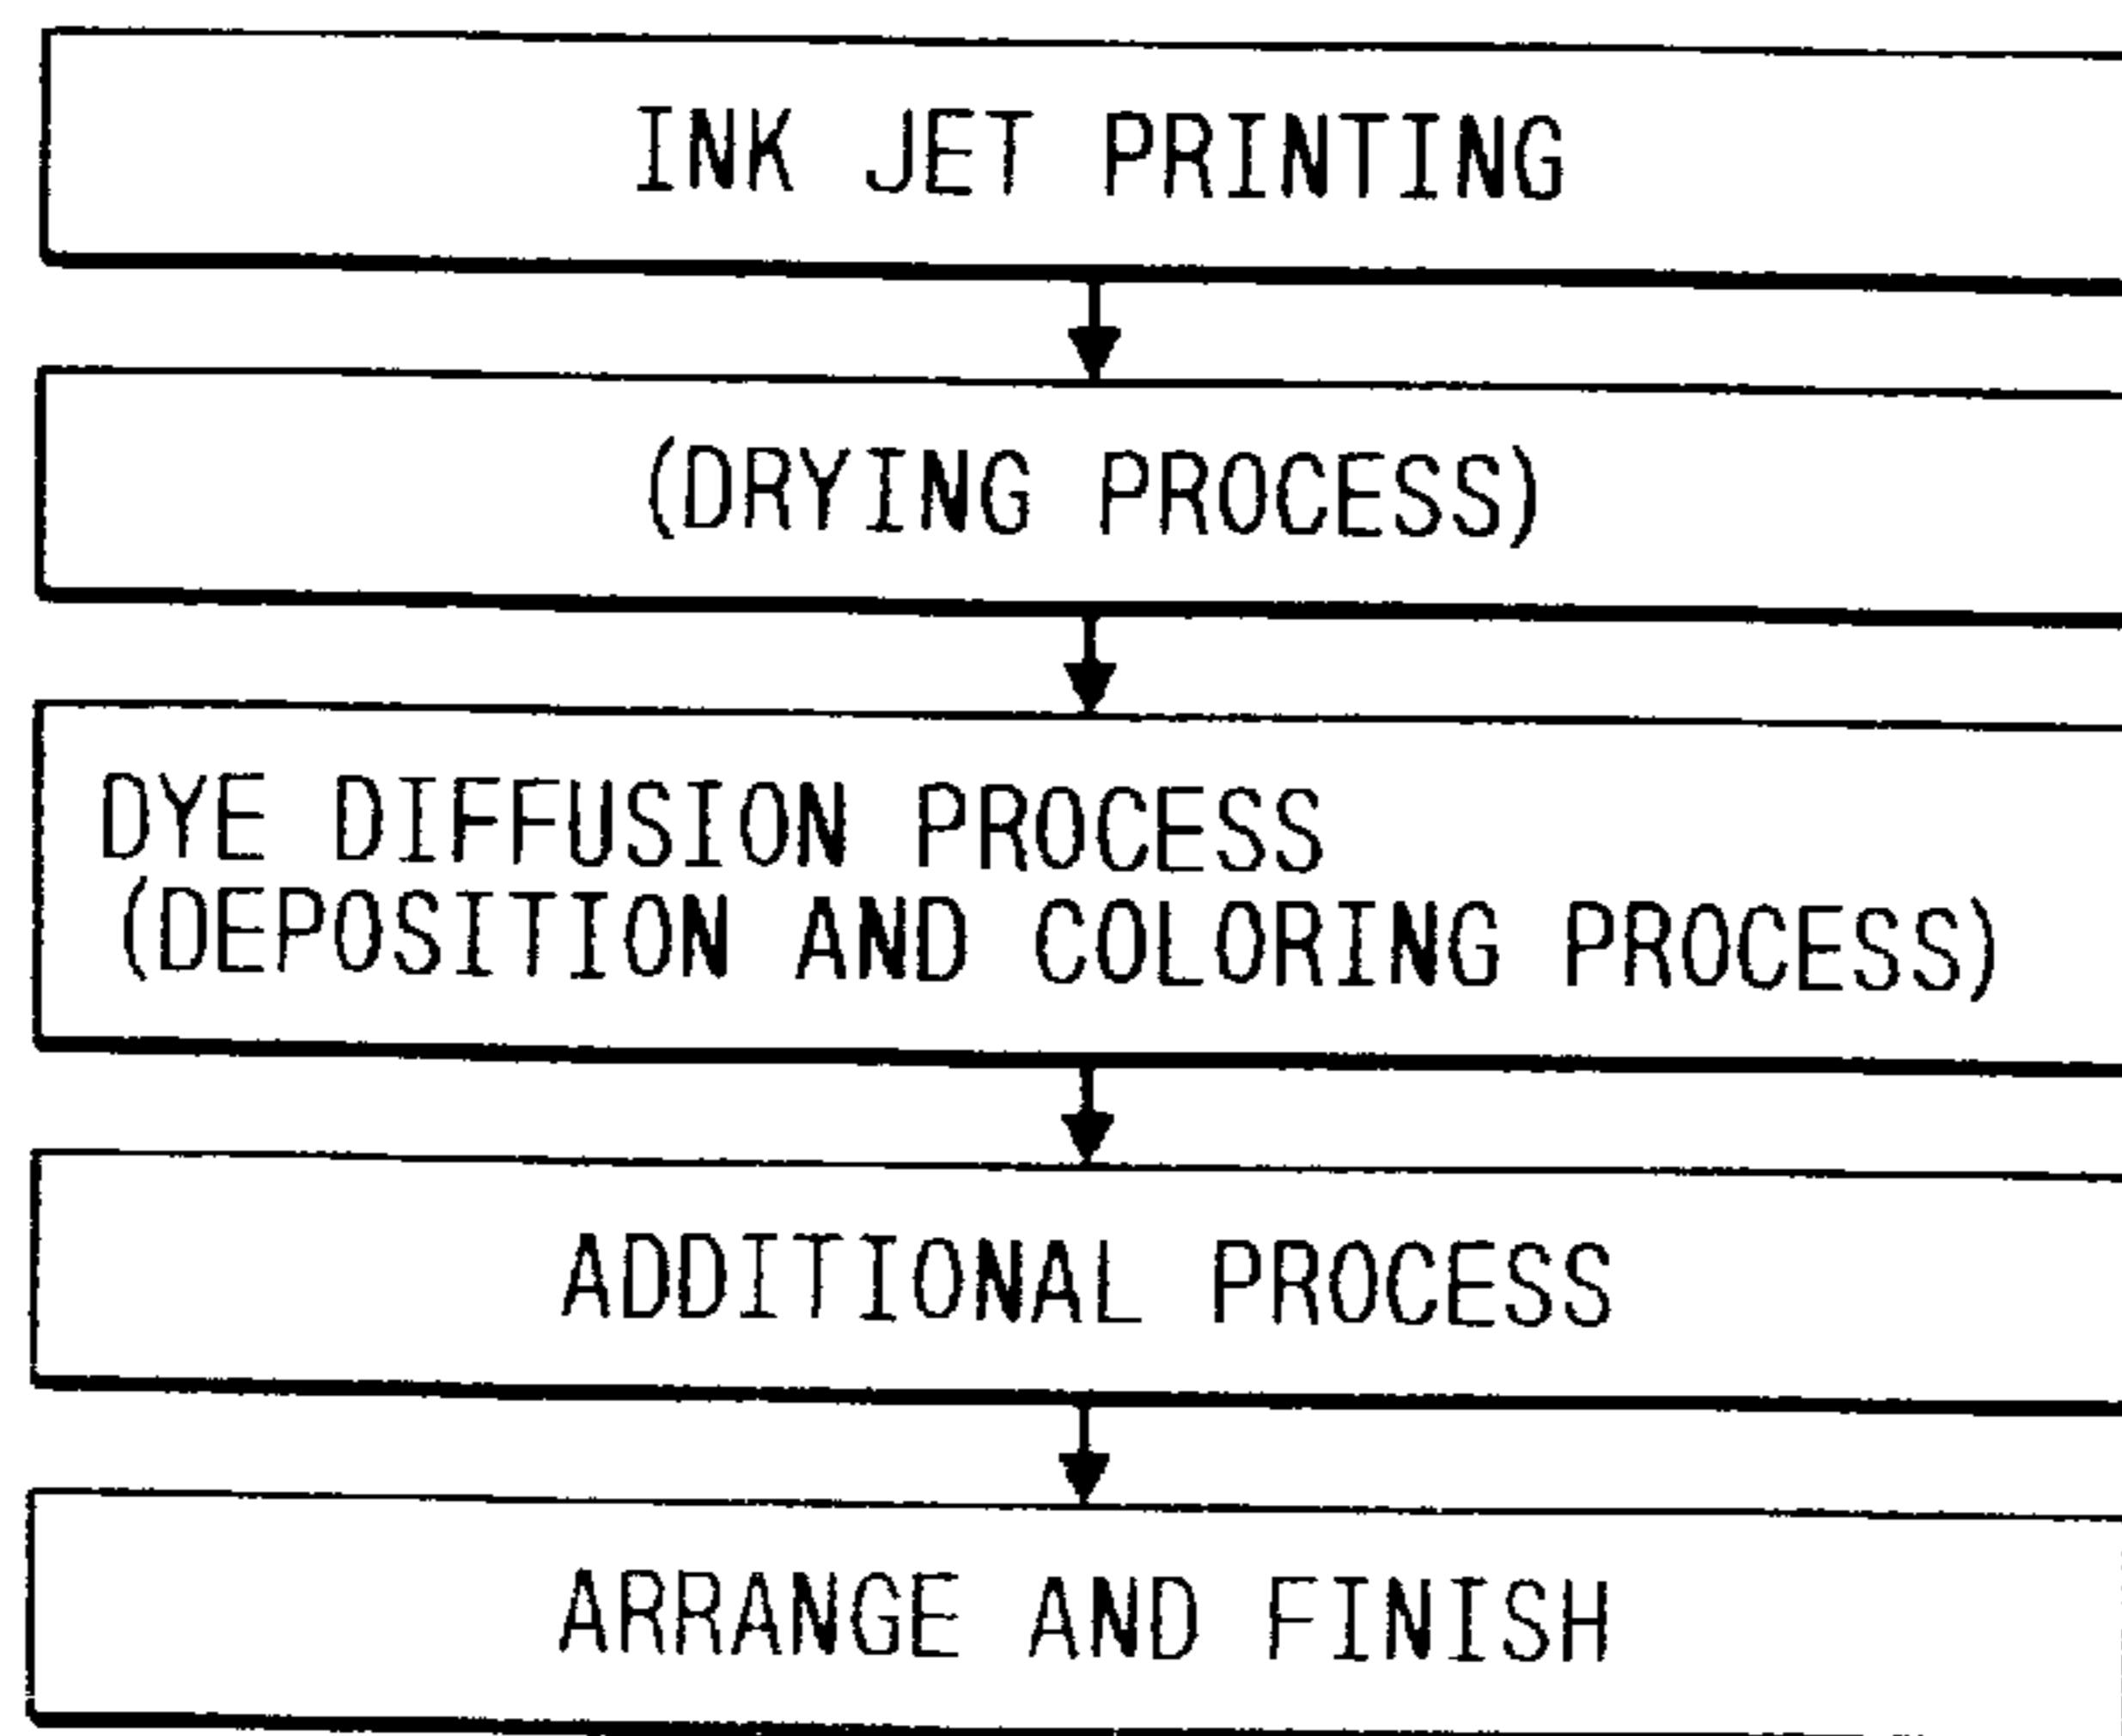 INK JET PRINTING
(DRYING PROCESS)
DYE DIFFUSION PROCESS
(DEPOSITION AND COLORING PROCESS)
ADDITIONAL PROCESS
ARRANGE AND FINISH